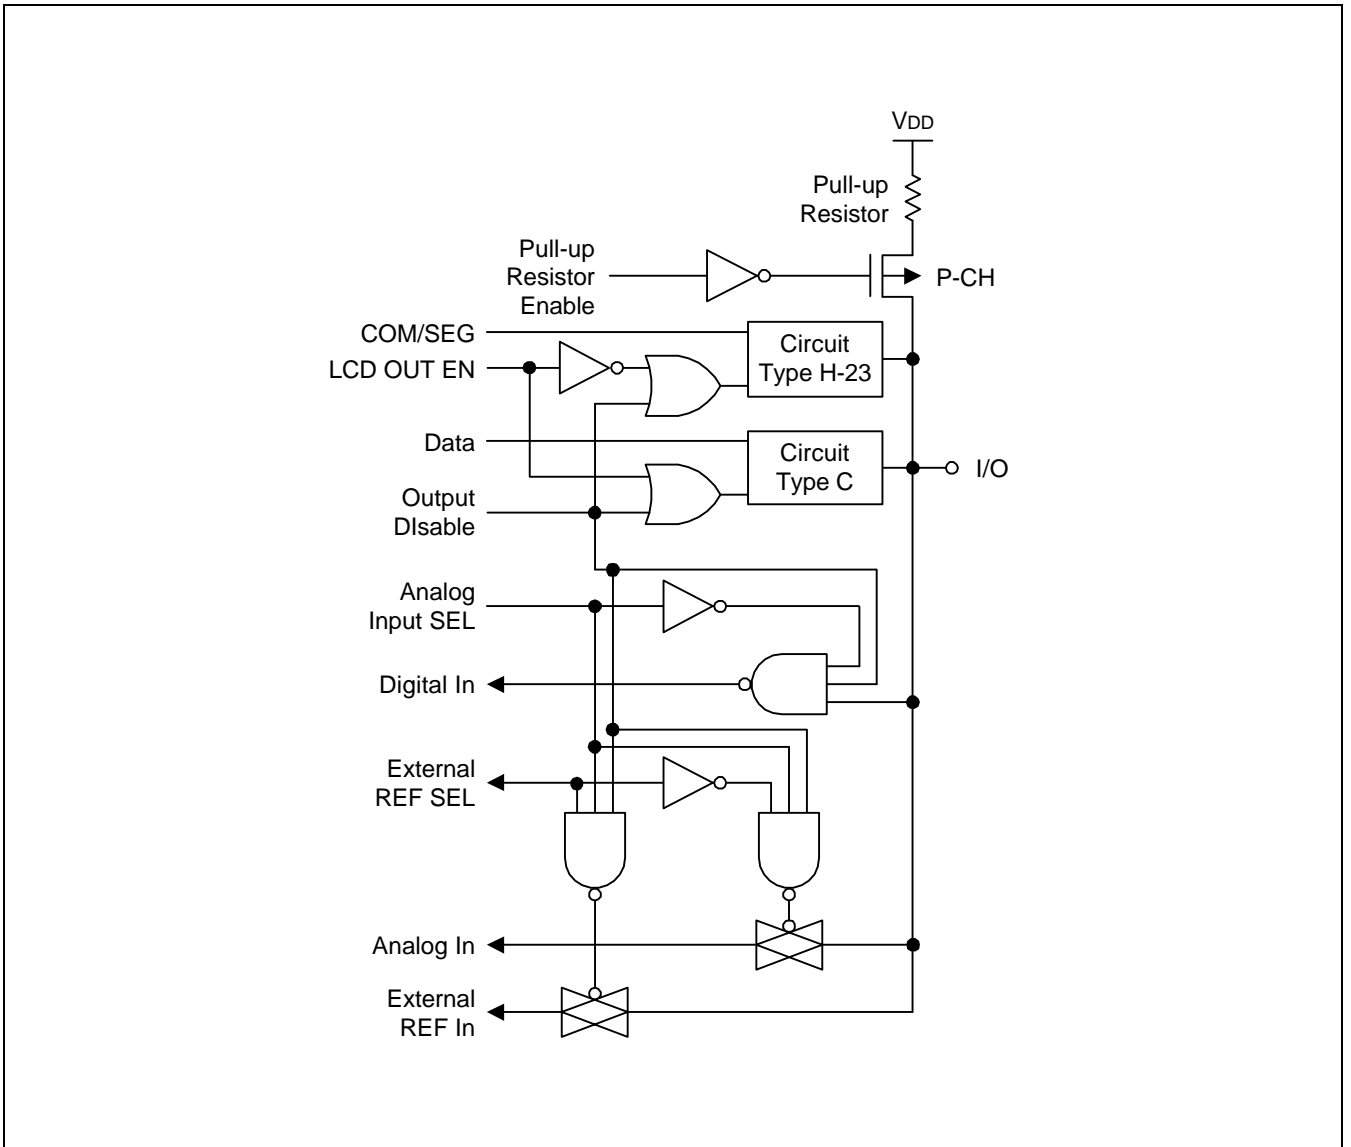 VDD
Pull-up
Resistor
Pull-up
Resistor
Enable
P-CH
COM/SEG
Circuit
Type H-23
LCD OUT EN
Data
Circuit
Type C
I/O
Output
DIsable
Analog
Input SEL
Digital In
External
REF SEL
Analog In
External
REF In